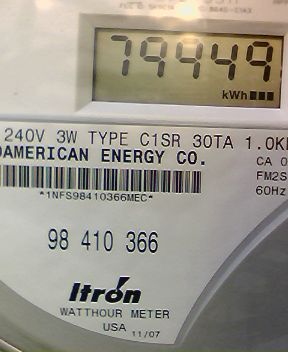 79449
kWh
240V 3W TYPE C1SR 30TA 1.0K
AMERICAN ENERGY CO.
CA 0
FM2S
60Hz
*1NFS98410366MEC*
98 410 366
Itron
WATTHOUR METER
USA 11/07